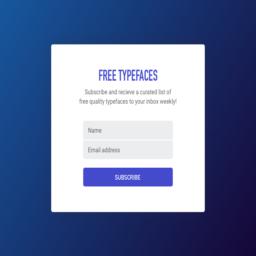 FREE TYPEFACES
Subscribe and recieve a curated list of
free quality typefaces to your inbox weekly!
Name
Email address
SUBSCRIBE